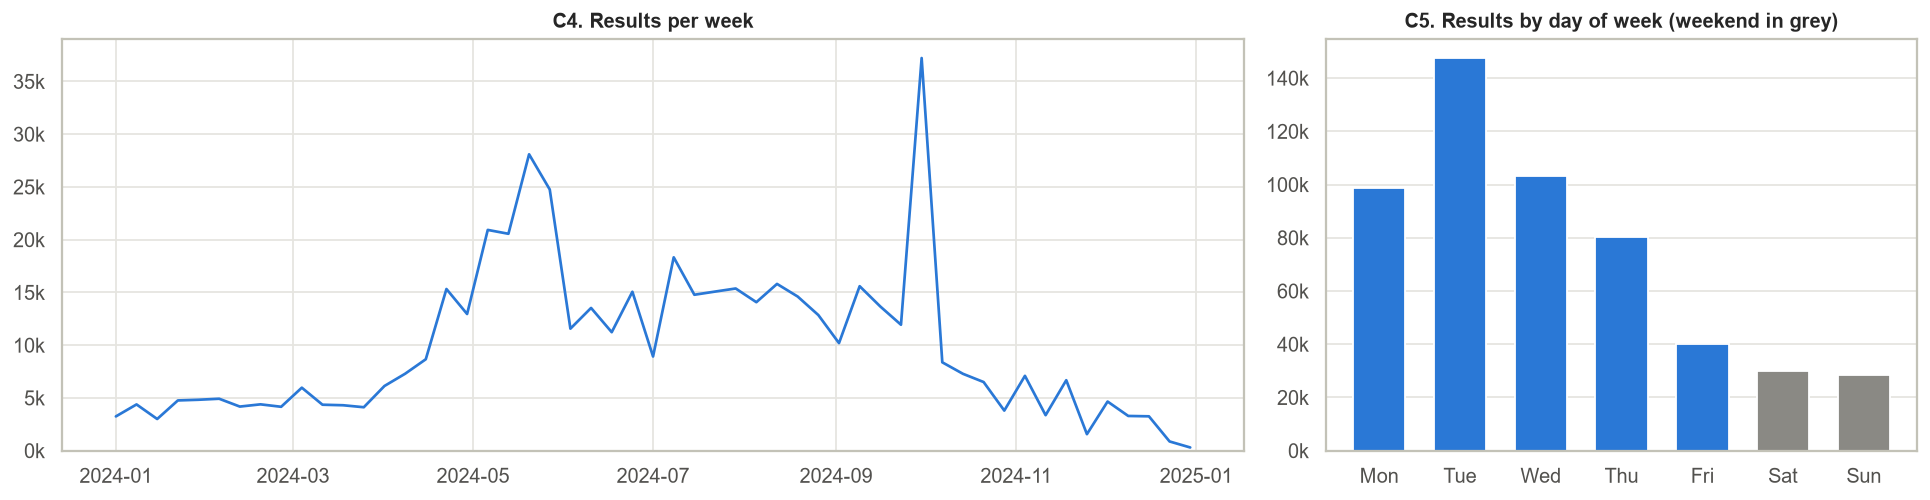 C4. Results per week
35k
30k
25k
20k
15k
10k
5k
0k
2024-01 2024-03 2024-05 2024-07 2024-09 2024-11 2025-01
C5. Results by day of week (weekend in grey)
140k
120k
100k
80k
60k
40k
20k
0k
Mon Tue Wed Thu Fri Sat Sun